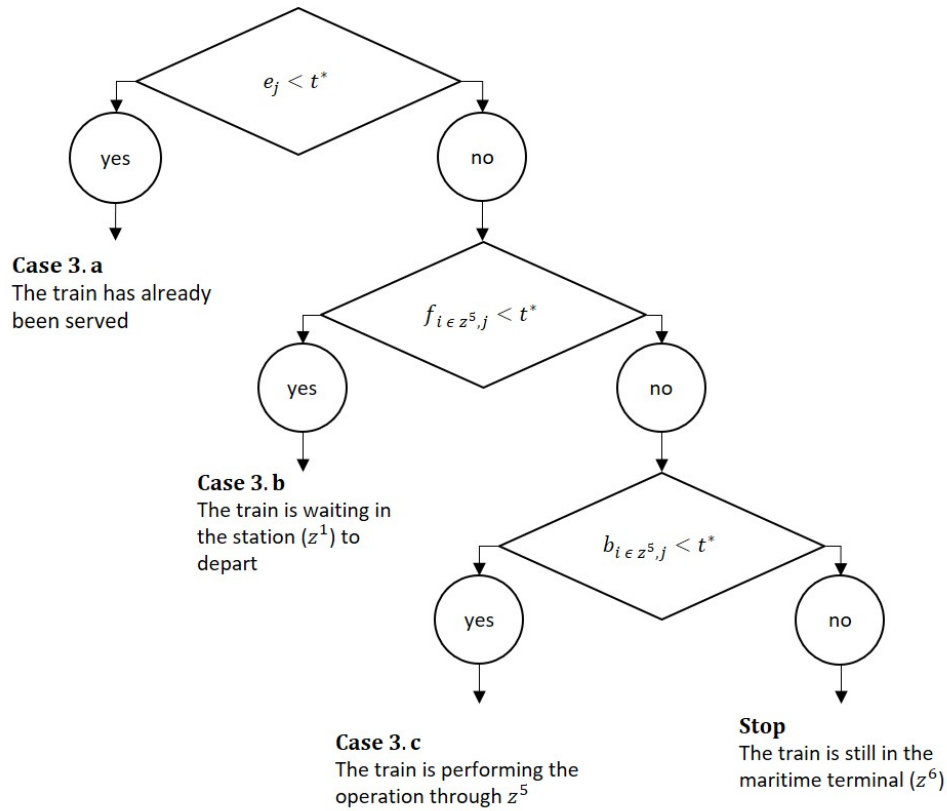 e_j < t*
yes
no
Case 3. a
The train has already
been served
f_{i ϵ z^5,j} < t*
yes
no
Case 3. b
The train is waiting in
the station (z^1) to
depart
b_{i ϵ z^5,j} < t*
yes
no
Case 3. c
The train is performing the
operation through z^5
Stop
The train is still in the
maritime terminal (z^6)